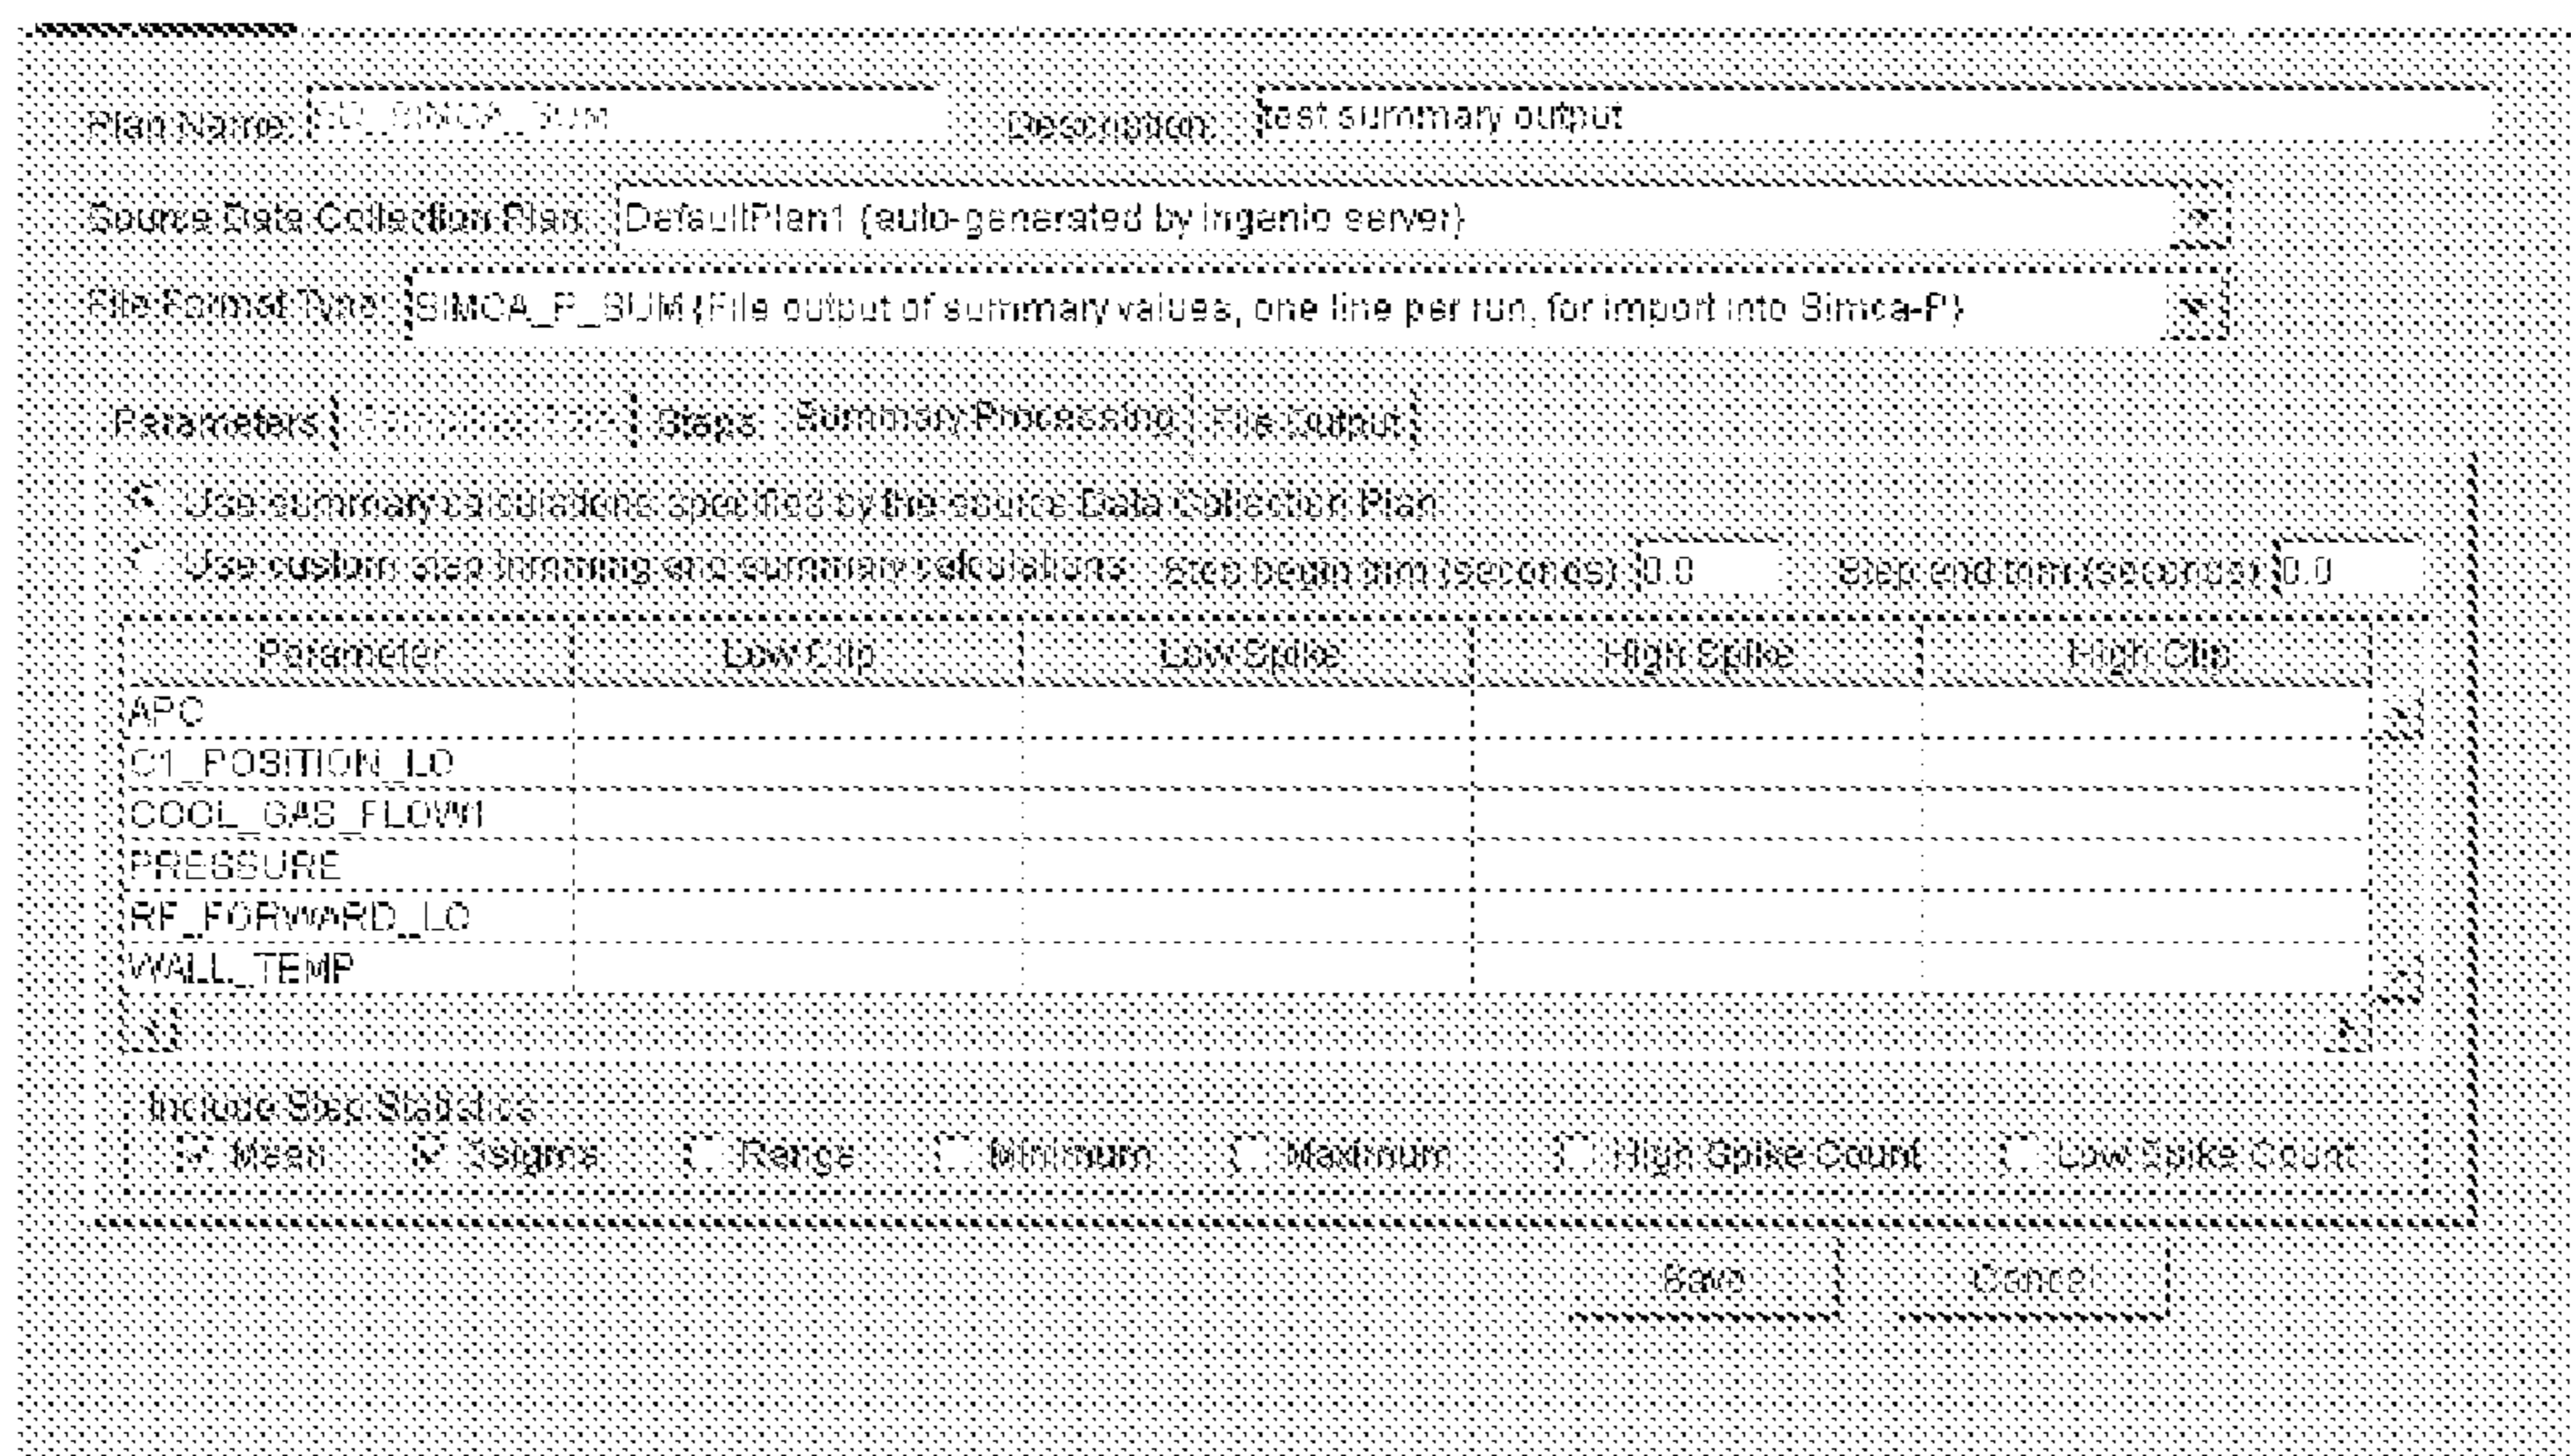 Plan Name: SIMCA_SUM Description: test summary output
Source Data Collection Plan: DefaultPlan1 {auto-generated by Ingenio server}
File Format Type: SIMCA_P_SUM {File output of summary values, one line per run, for import into Simca-P}
Parameters Steps Summary Processing File Output
Use summary calculations specified by the source Data Collection Plan
Use custom step trimming and summary calculations Step begin trim (seconds) 0.0 Step end trim (seconds) 0.0
Parameter Low Clip Low Spike High Spike High Clip
APC
C1_POSITION_LO
COOL_GAS_FLOW1
PRESSURE
RF_FORWARD_LO
WALL_TEMP
Include Step Statistics
Mean 3sigma Range Minimum Maximum High Spike Count Low Spike Count
Save Cancel